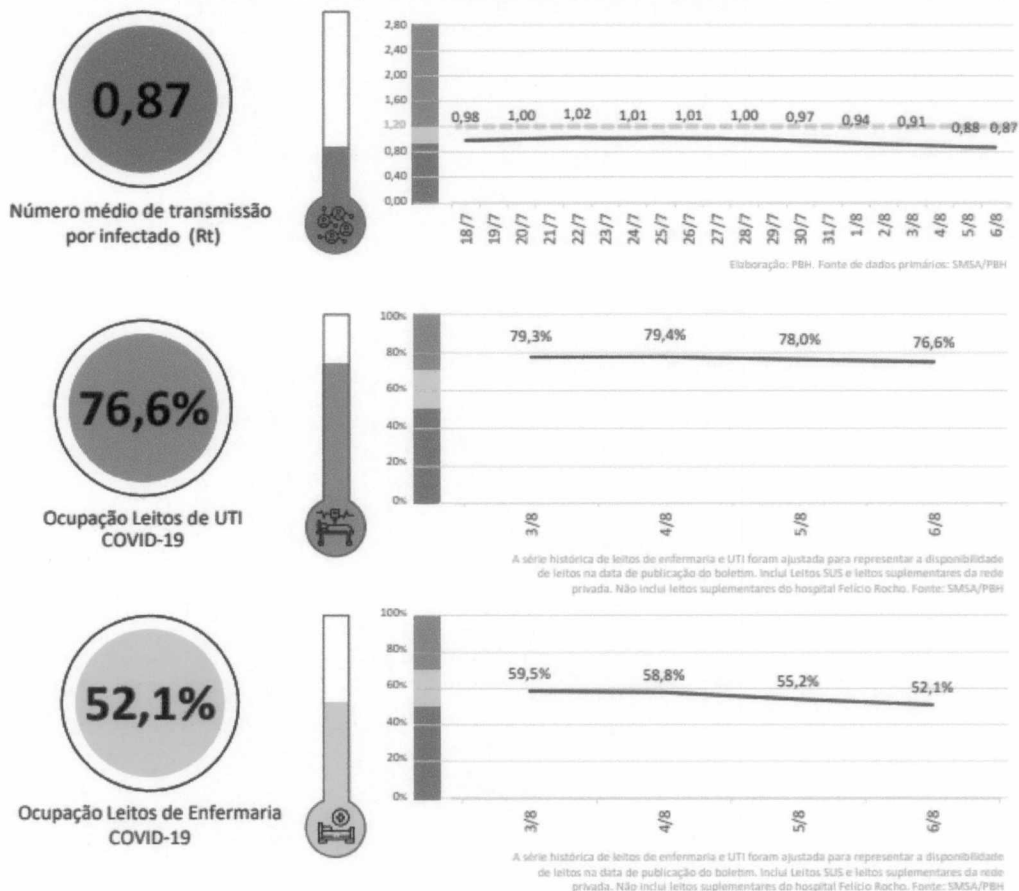 0,87
Número médio de transmissão
por infectado (Rt)
2,80
2,40
2,00
1,60
1,20
0,80
0,40
0,00
0,98 1,00 1,02 1,01 1,01 1,00 0,97 0,94 0,91 0,88 0,87
18/7 19/7 20/7 21/7 22/7 23/7 24/7 25/7 26/7 27/7 28/7 29/7 30/7 31/7 1/8 2/8 3/8 4/8 5/8 6/8
Elaboração: PBH. Fonte de dados primários: SMSA/PBH
76,6%
Ocupação Leitos de UTI
COVID-19
100%
80%
60%
40%
20%
0%
79,3% 79,4% 78,0% 76,6%
3/8 4/8 5/8 6/8
A série histórica de leitos de enfermaria e UTI foram ajustada para representar a disponibilidade
de leitos na data de publicação do boletim. Inclui Leitos SUS e leitos suplementares da rede
privada. Não inclui leitos suplementares do hospital Felício Rocho. Fonte: SMSA/PBH
52,1%
Ocupação Leitos de Enfermaria
COVID-19
100%
80%
60%
40%
20%
0%
59,5% 58,8% 55,2% 52,1%
3/8 4/8 5/8 6/8
A série histórica de leitos de enfermaria e UTI foram ajustada para representar a disponibilidade
de leitos na data de publicação do boletim. Inclui Leitos SUS e leitos suplementares da rede
privada. Não inclui leitos suplementares do hospital Felício Rocho. Fonte: SMSA/PBH